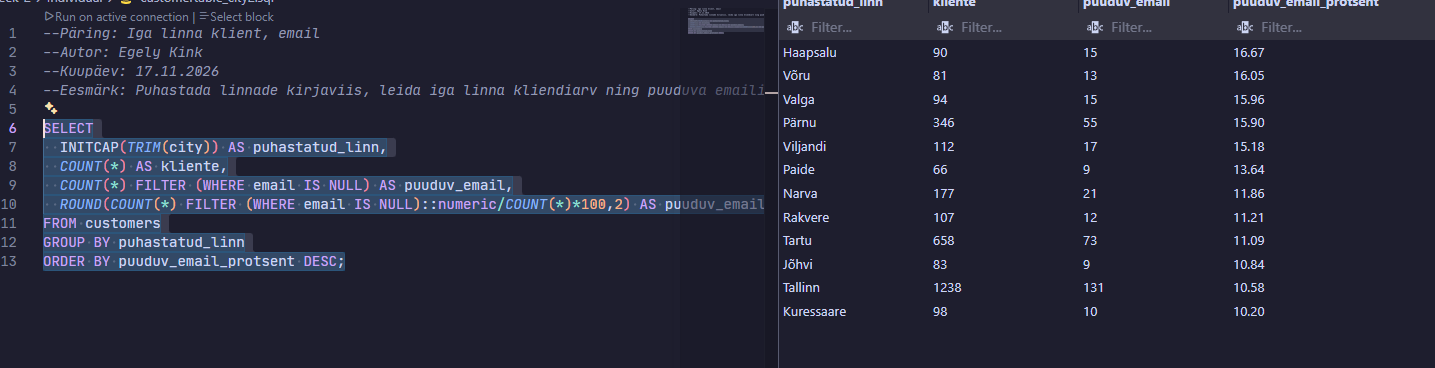 customertable_city2.sql
Run on active connection | Select block
1 --Päring: Iga linna klient, email
2 --Autor: Egely Kink
3 --Kuupäev: 17.11.2026
4 --Eesmärk: Puhastada linnade kirjaviis, leida iga linna kliendiarv ning puuduva emaili
5
6 SELECT
7 INITCAP(TRIM(city)) AS puhastatud_linn,
8 COUNT(*) AS kliente,
9 COUNT(*) FILTER (WHERE email IS NULL) AS puuduv_email,
10 ROUND(COUNT(*) FILTER (WHERE email IS NULL)::numeric/COUNT(*)*100,2) AS puuduv_email
11 FROM customers
12 GROUP BY puhastatud_linn
13 ORDER BY puuduv_email_protsent DESC;
puhastatud_linn kliente puuduv_email puuduv_email_protsent
abc Filter... abc Filter... abc Filter... abc Filter...
Haapsalu 90 15 16.67
Võru 81 13 16.05
Valga 94 15 15.96
Pärnu 346 55 15.90
Viljandi 112 17 15.18
Paide 66 9 13.64
Narva 177 21 11.86
Rakvere 107 12 11.21
Tartu 658 73 11.09
Jõhvi 83 9 10.84
Tallinn 1238 131 10.58
Kuressaare 98 10 10.20